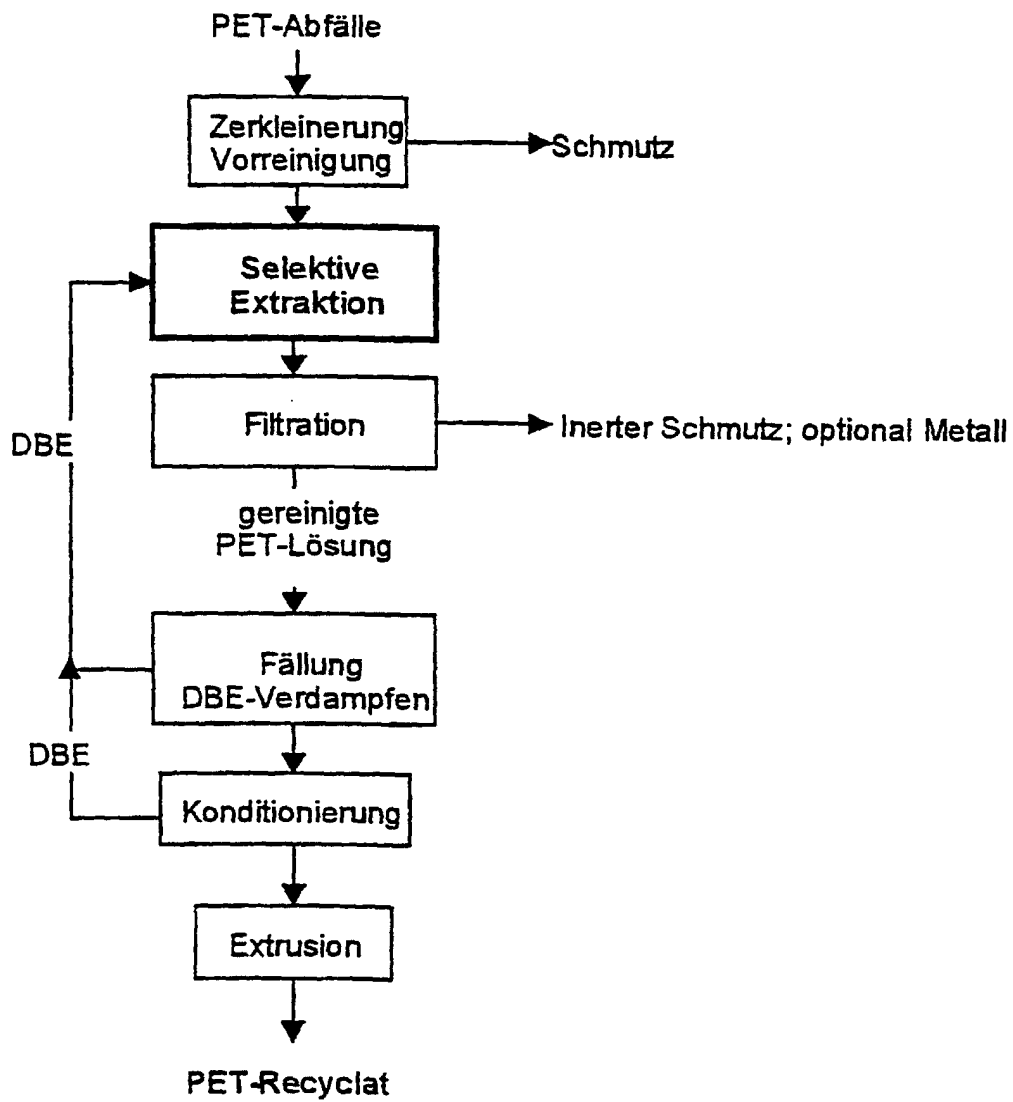 PET-Abfälle
Zerkleinerung
Vorreinigung
Schmutz
Selektive
Extraktion
Filtration
Inerter Schmutz; optional Metall
DBE
gereinigte
PET-Lösung
Fällung
DBE-Verdampfen
DBE
Konditionierung
Extrusion
PET-Recyclat